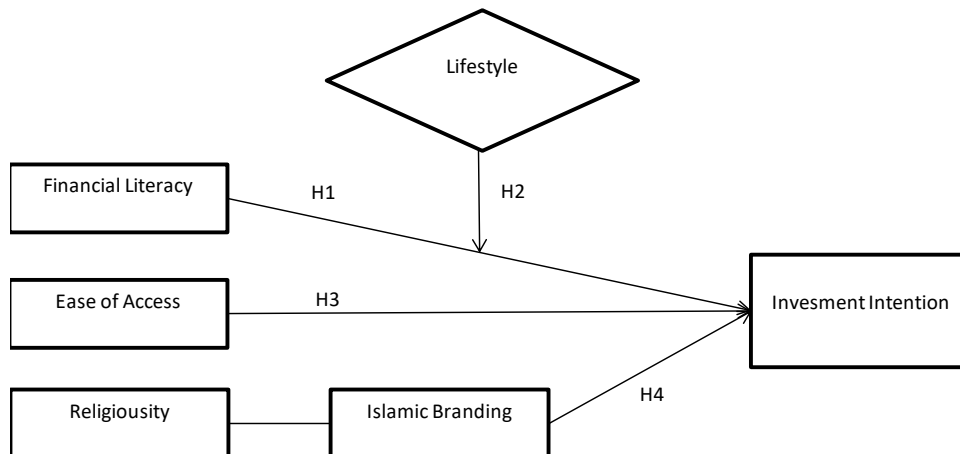 Lifestyle
Financial Literacy
H1
H2
Ease of Access
H3
Invesment Intention
Religiousity
Islamic Branding
H4